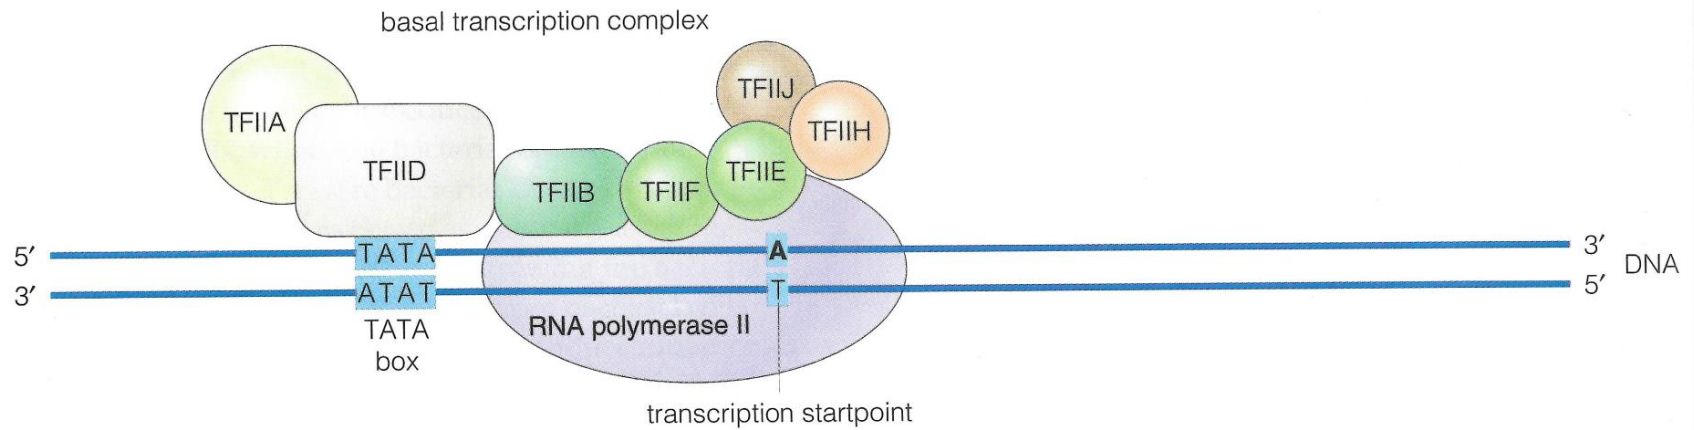 basal transcription complex
TFIIJ
TFIIA
TFIIH
TFIID
TFIIE
TFIIB
TFIIF
5′ TATA A 3′
DNA
3′ ATAT T 5′
TATA
box
RNA polymerase II
transcription startpoint